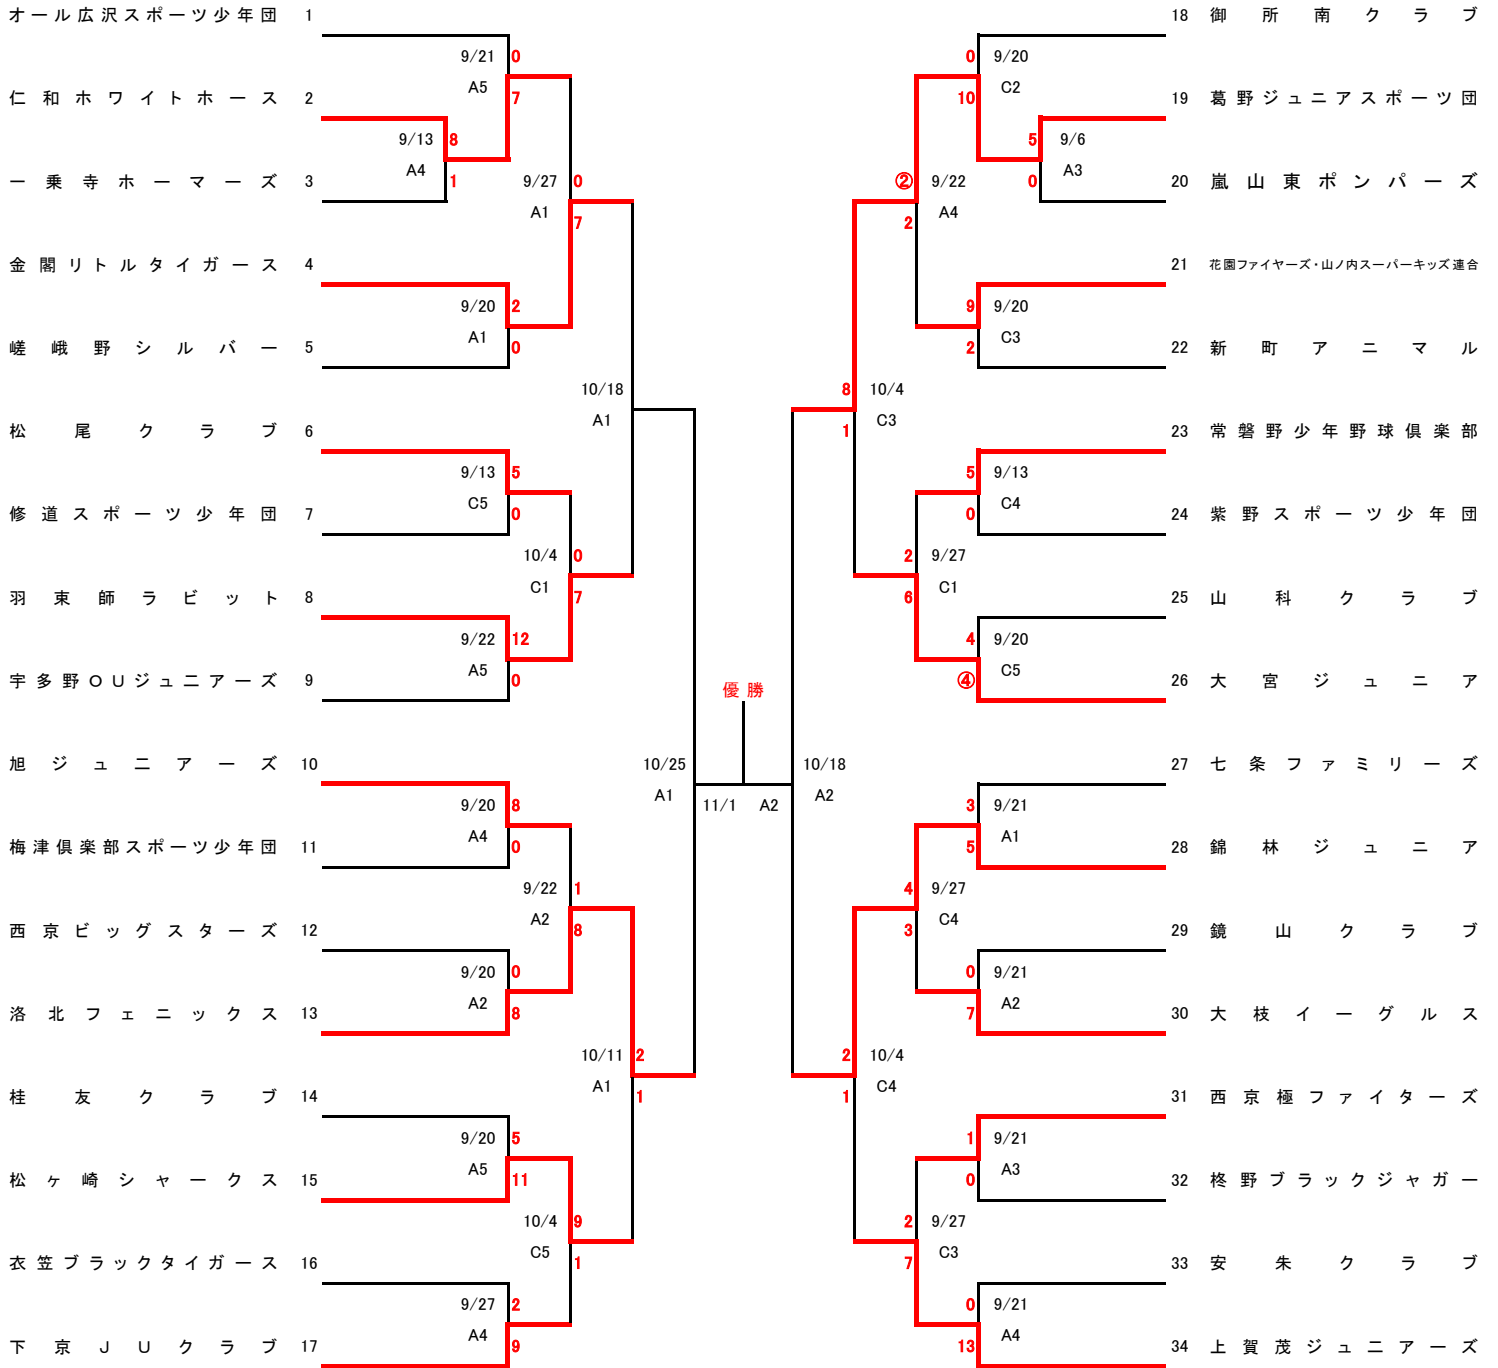 オール広沢スポーツ少年団 1
9/21 0
A5 7
仁和ホワイトホース 2
9/13 8
A4 1
一乗寺ホーマーズ 3
9/27 0
A1 7
金閣リトルタイガース 4
9/20 2
A1 0
嵯峨野シルバー 5
10/18
A1
松尾クラブ 6
9/13 5
C5 0
修道スポーツ少年団 7
10/4 0
C1 7
羽束師ラビット 8
9/22 12
A5 0
宇多野OUジュニアーズ 9
優勝
10/25
A1
11/1 A2
旭ジュニアーズ 10
9/20 8
A4 0
梅津倶楽部スポーツ少年団 11
9/22 1
A2 8
西京ビッグスターズ 12
9/20 0
A2 8
洛北フェニックス 13
10/11 2
A1 1
桂友クラブ 14
9/20 5
A5 11
松ヶ崎シャークス 15
10/4 9
C5 1
衣笠ブラックタイガース 16
9/27 2
A4 9
下京JUクラブ 17
18 御所南クラブ
0 9/20
10 C2
19 葛野ジュニアスポーツ団
5 9/6
0 A3
20 嵐山東ボンバーズ
② 9/22
2 A4
21 花園ファイヤーズ・山ノ内スーパーキッズ連合
9 9/20
2 C3
22 新町アニマル
8 10/4
1 C3
23 常磐野少年野球倶楽部
5 9/13
0 C4
24 紫野スポーツ少年団
2 9/27
6 C1
25 山科クラブ
4 9/20
④ C5
26 大宮ジュニア
10/18
A2
27 七条ファミリーズ
3 9/21
5 A1
28 錦林ジュニア
4 9/27
3 C4
29 鏡山クラブ
0 9/21
7 A2
30 大枝イーグルス
2 10/4
1 C4
31 西京極ファイターズ
1 9/21
0 A3
32 柊野ブラックジャガー
2 9/27
7 C3
33 安朱クラブ
0 9/21
13 A4
34 上賀茂ジュニアーズ